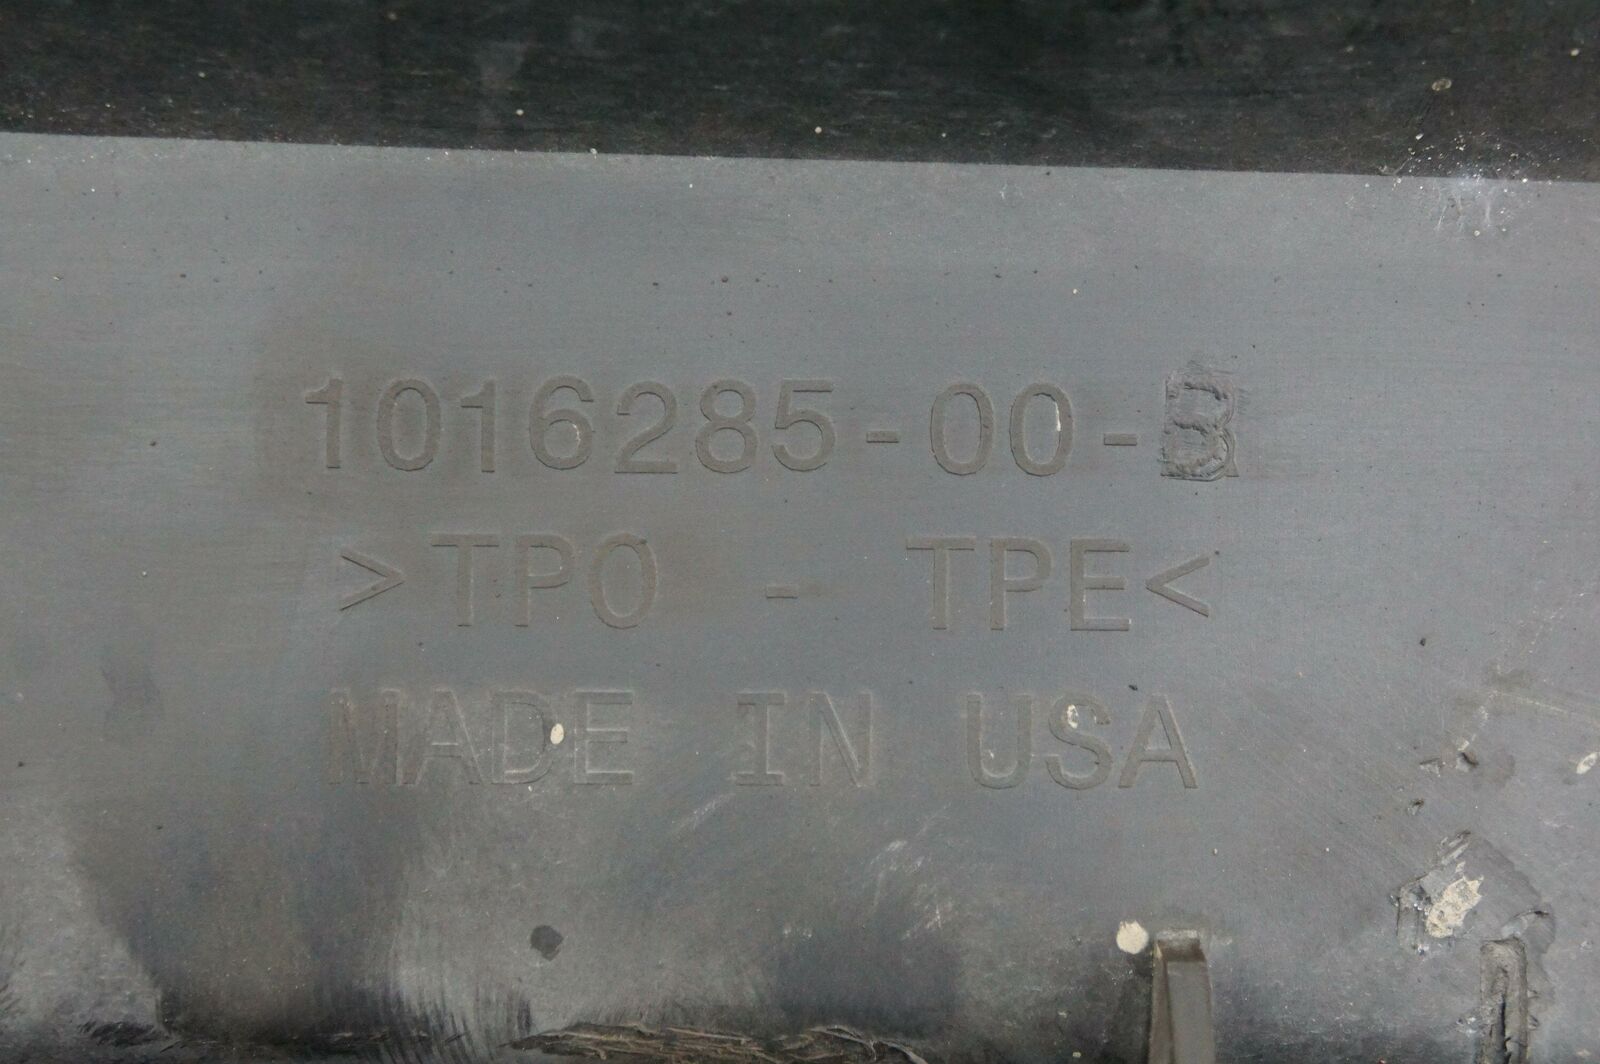 1016285-00-B
>TPO - TPE<
MADE IN USA